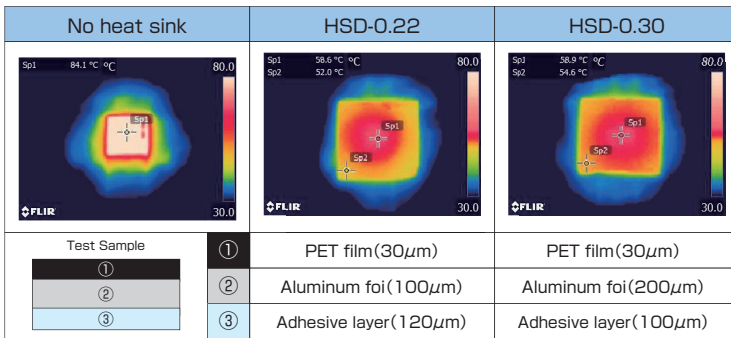 No heat sink HSD-0.22 HSD-0.30
Sp1 84.1 °C °C 80.0
Sp1
30.0
$FLIR
Sp1 58.6 °C °C 80.0
Sp2 52.0 °C
Sp1
Sp2
30.0
$FLIR
Sp1 58.9 °C °C 80.0
Sp2 54.6 °C
Sp1
Sp2
30.0
$FLIR
Test Sample
①
②
③
① PET film(30μm) PET film(30μm)
② Aluminum foi(100μm) Aluminum foi(200μm)
③ Adhesive layer(120μm) Adhesive layer(100μm)